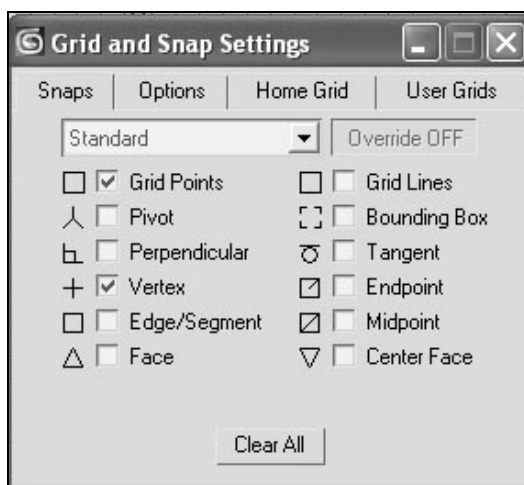 Grid and Snap Settings
Snaps Options Home Grid User Grids
Standard Override OFF
Grid Points Grid Lines
Pivot Bounding Box
Perpendicular Tangent
Vertex Endpoint
Edge/Segment Midpoint
Face Center Face
Clear All